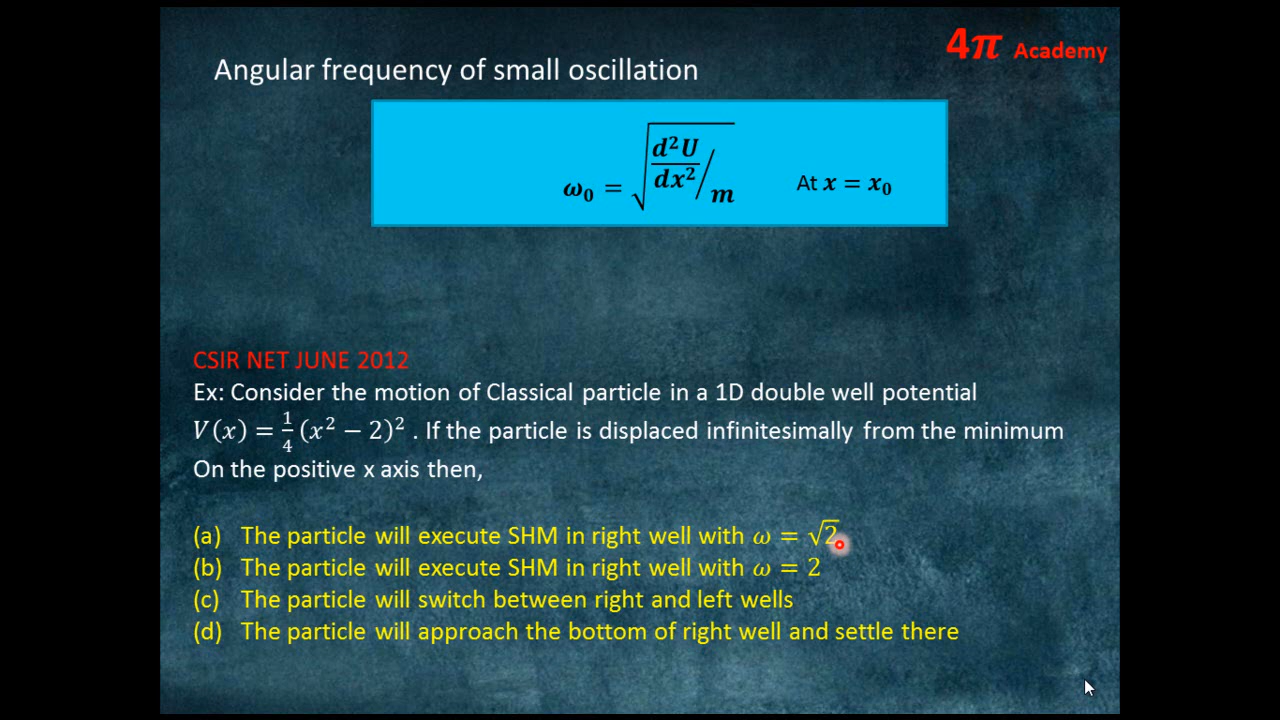 4π Academy
Angular frequency of small oscillation
ω₀ = √(d²U/dx² / m) At x = x₀
CSIR NET JUNE 2012
Ex: Consider the motion of Classical particle in a 1D double well potential
V(x) = 1/4 (x² − 2)² . If the particle is displaced infinitesimally from the minimum
On the positive x axis then,
(a) The particle will execute SHM in right well with ω = √2
(b) The particle will execute SHM in right well with ω = 2
(c) The particle will switch between right and left wells
(d) The particle will approach the bottom of right well and settle there